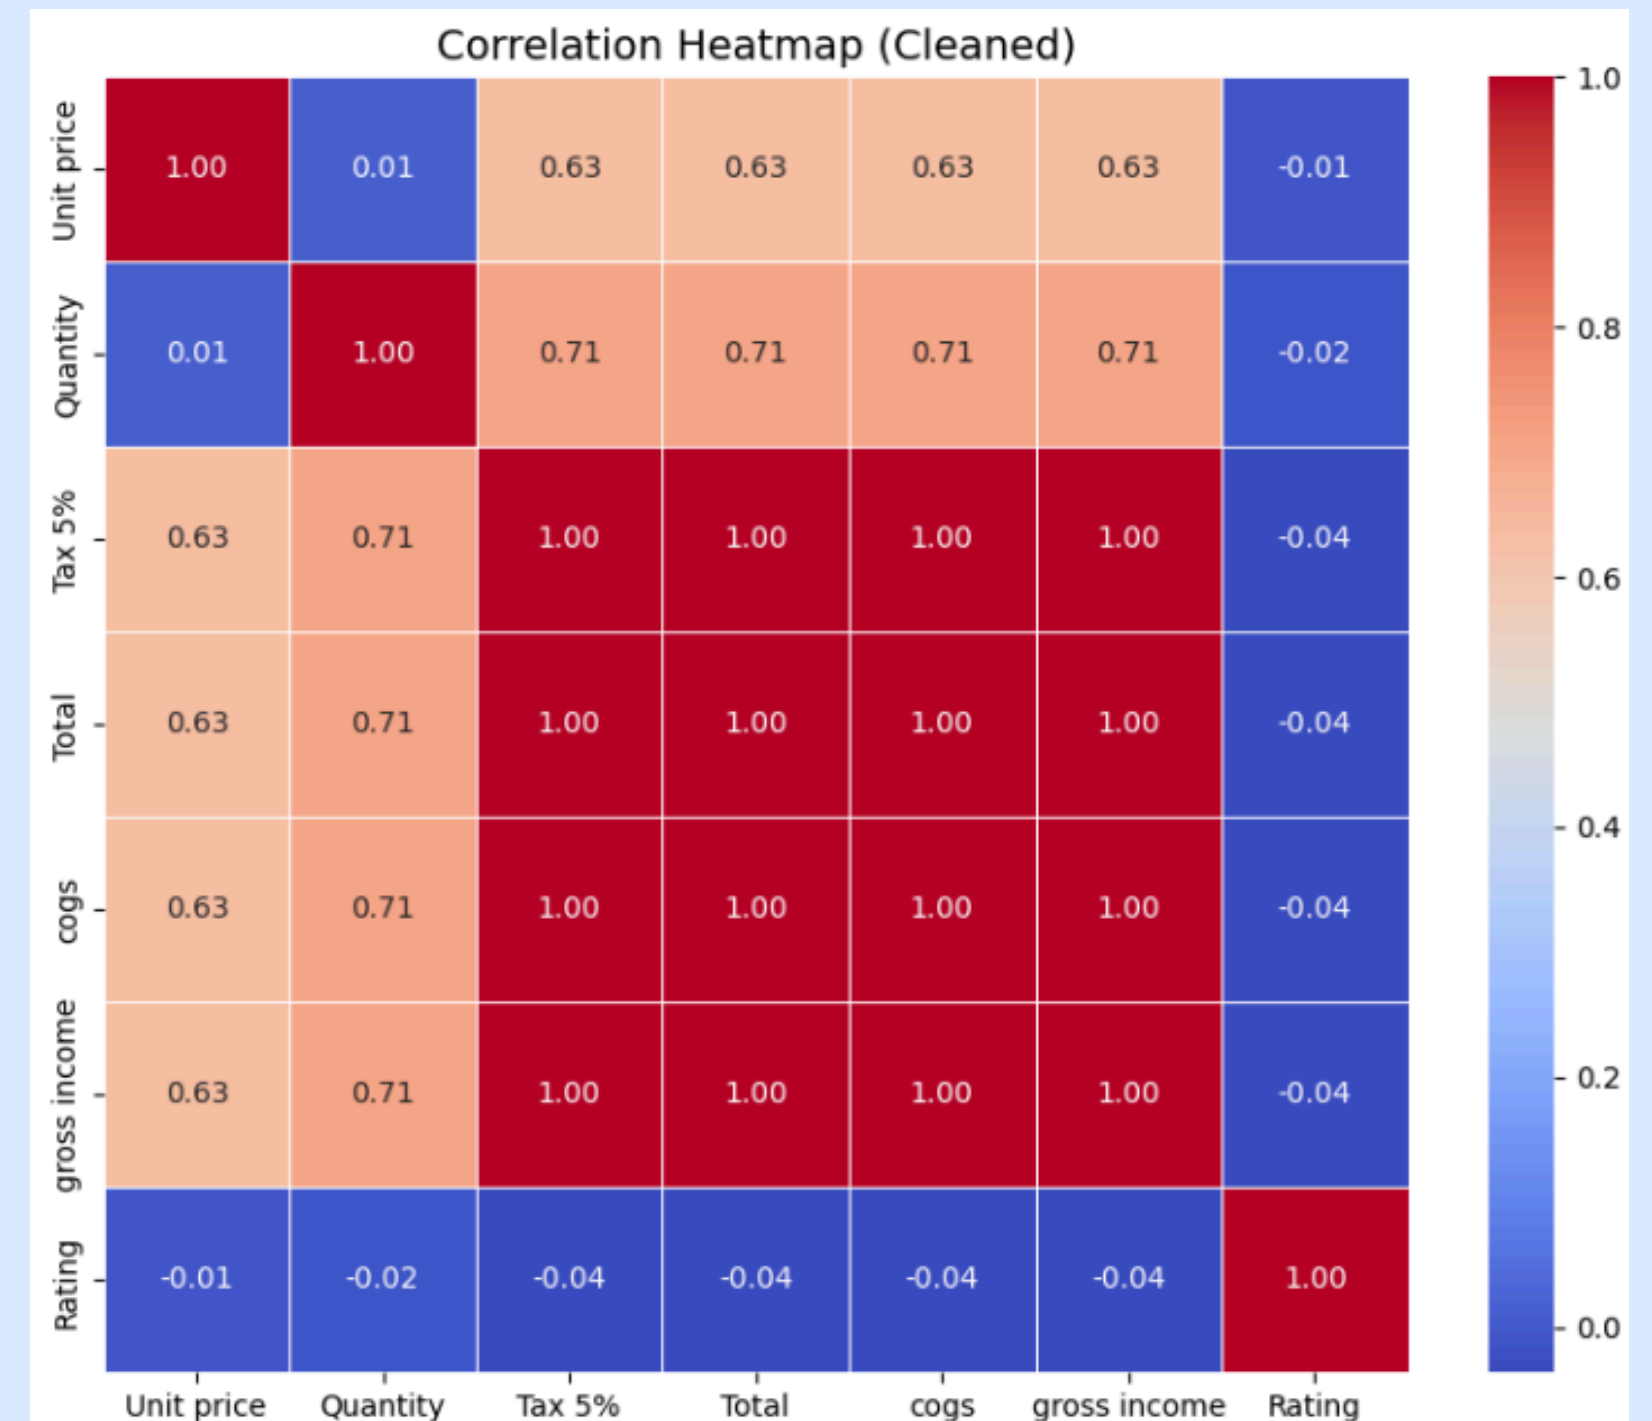 Correlation Heatmap (Cleaned)
Unit price 1.00 0.01 0.63 0.63 0.63 0.63 -0.01
Quantity 0.01 1.00 0.71 0.71 0.71 0.71 -0.02
Tax 5% 0.63 0.71 1.00 1.00 1.00 1.00 -0.04
Total 0.63 0.71 1.00 1.00 1.00 1.00 -0.04
cogs 0.63 0.71 1.00 1.00 1.00 1.00 -0.04
gross income 0.63 0.71 1.00 1.00 1.00 1.00 -0.04
Rating -0.01 -0.02 -0.04 -0.04 -0.04 -0.04 1.00
Unit price Quantity Tax 5% Total cogs gross income Rating
1.0
0.8
0.6
0.4
0.2
0.0